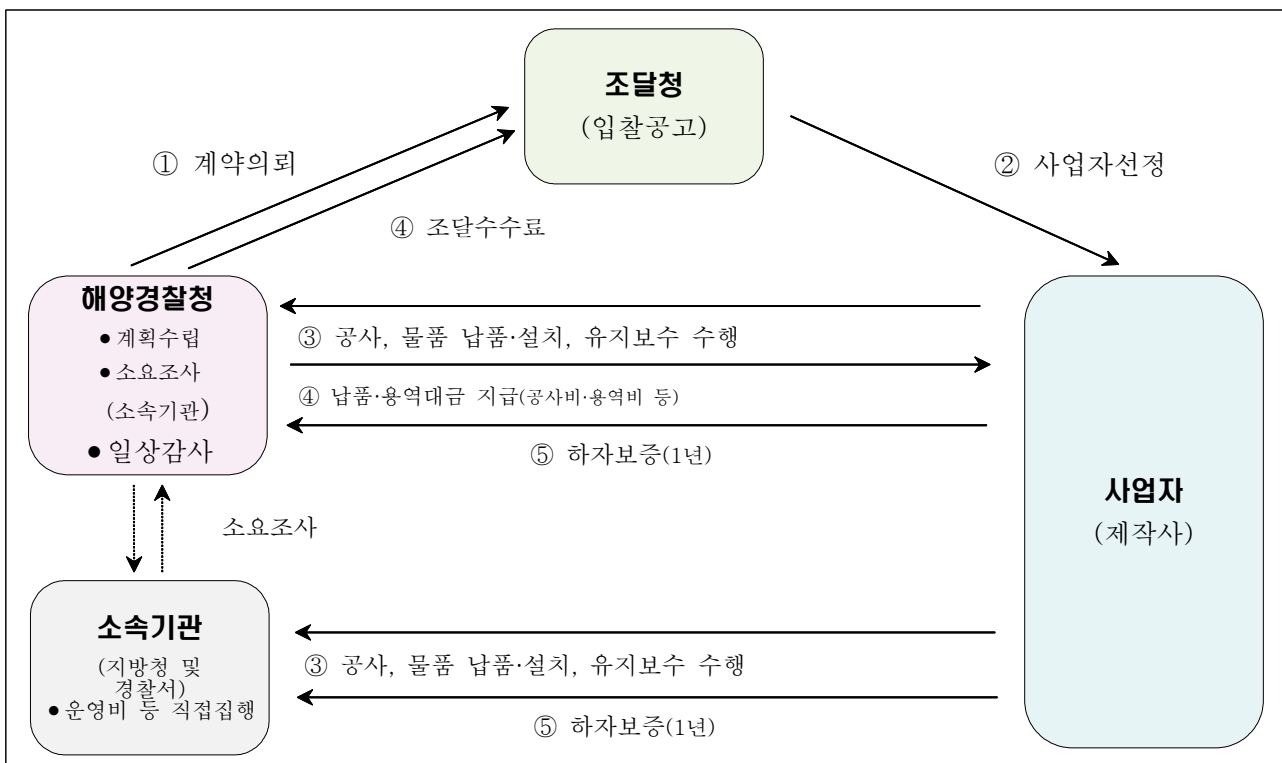 조달청
(입찰공고)
① 계약의뢰
② 사업자선정
④ 조달수수료
해양경찰청
● 계획수립
● 소요조사
(소속기관)
● 일상감사
③ 공사, 물품 납품·설치, 유지보수 수행
④ 납품·용역대금 지급(공사비·용역비 등)
⑤ 하자보증(1년)
사업자
(제작사)
소요조사
소속기관
(지방청 및
경찰서)
● 운영비 등 직접집행
③ 공사, 물품 납품·설치, 유지보수 수행
⑤ 하자보증(1년)